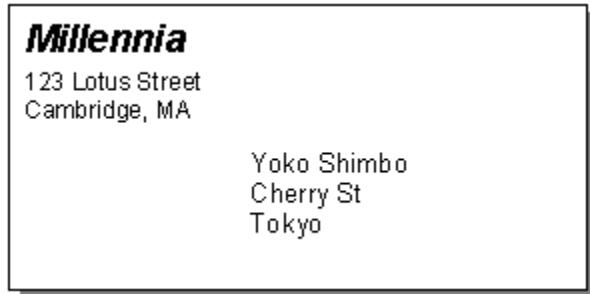 Millennia
123 Lotus Street
Cambridge, MA
Yoko Shimbo
Cherry St
Tokyo